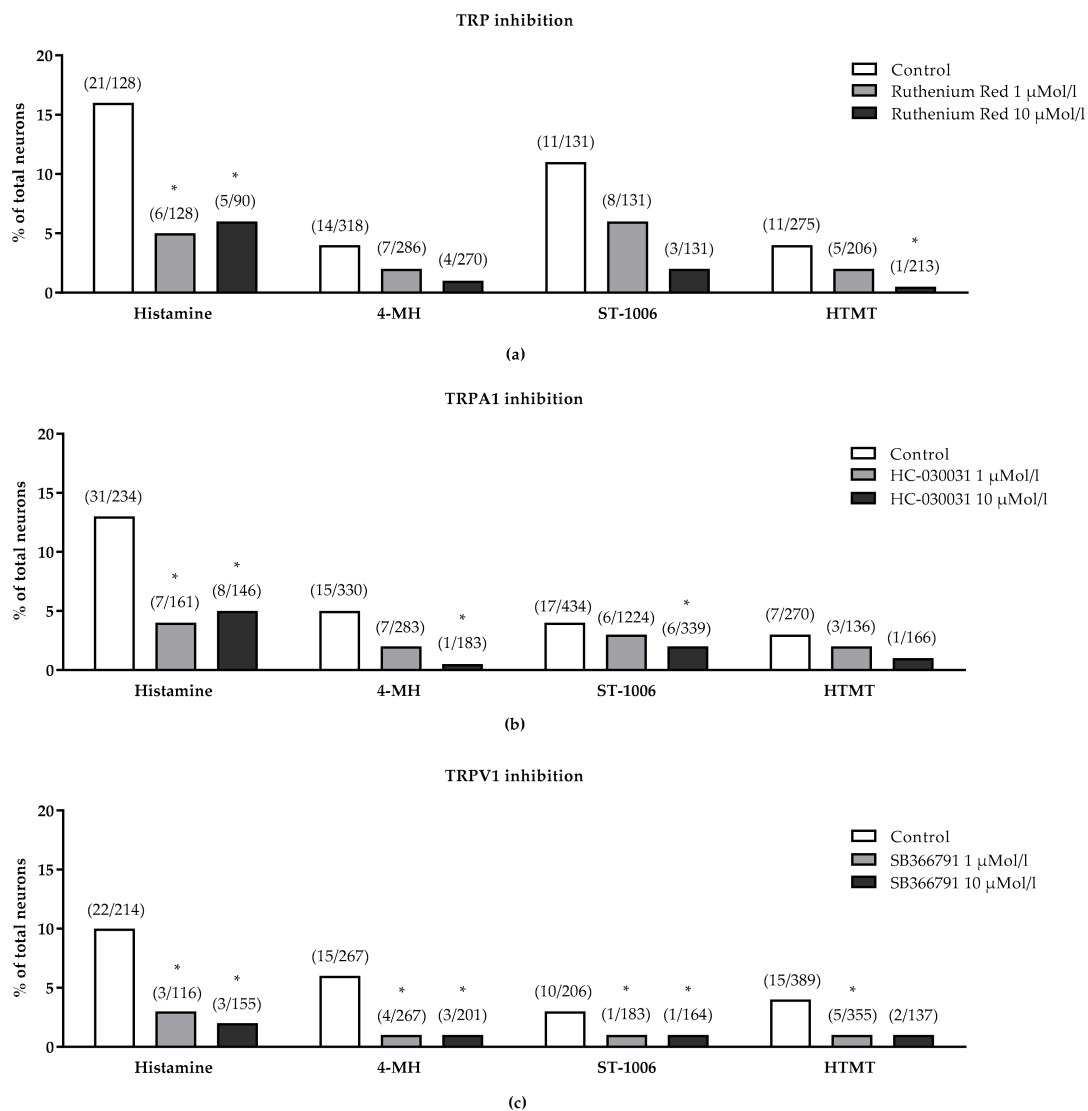 TRP inhibition
% of total neurons
20
15
10
5
0
(21/128)
*
(6/128)
*
(5/90)
(14/318)
(7/286)
(4/270)
(11/131)
(8/131)
(3/131)
(11/275)
(5/206)
*
(1/213)
Control
Ruthenium Red 1 µMol/l
Ruthenium Red 10 µMol/l
Histamine
4-MH
ST-1006
HTMT
(a)
TRPA1 inhibition
% of total neurons
20
15
10
5
0
(31/234)
*
(7/161)
*
(8/146)
(15/330)
(7/283)
*
(1/183)
(17/434)
(6/1224)
*
(6/339)
(7/270)
(3/136)
(1/166)
Control
HC-030031 1 µMol/l
HC-030031 10 µMol/l
Histamine
4-MH
ST-1006
HTMT
(b)
TRPV1 inhibition
% of total neurons
20
15
10
5
0
(22/214)
*
(3/116)
*
(3/155)
(15/267)
*
(4/267)
*
(3/201)
(10/206)
*
(1/183)
*
(1/164)
(15/389)
*
(5/355)
(2/137)
Control
SB366791 1 µMol/l
SB366791 10 µMol/l
Histamine
4-MH
ST-1006
HTMT
(c)